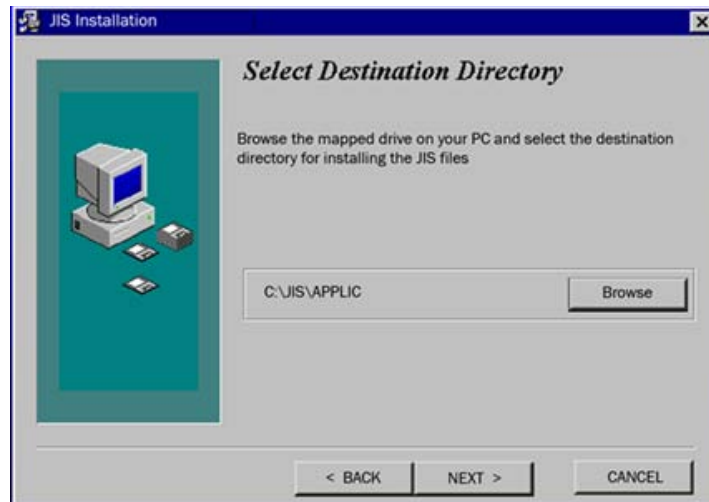 JIS Installation
Select Destination Directory
Browse the mapped drive on your PC and select the destination
directory for installing the JIS files
C:\JIS\APPLIC
Browse
< BACK
NEXT >
CANCEL